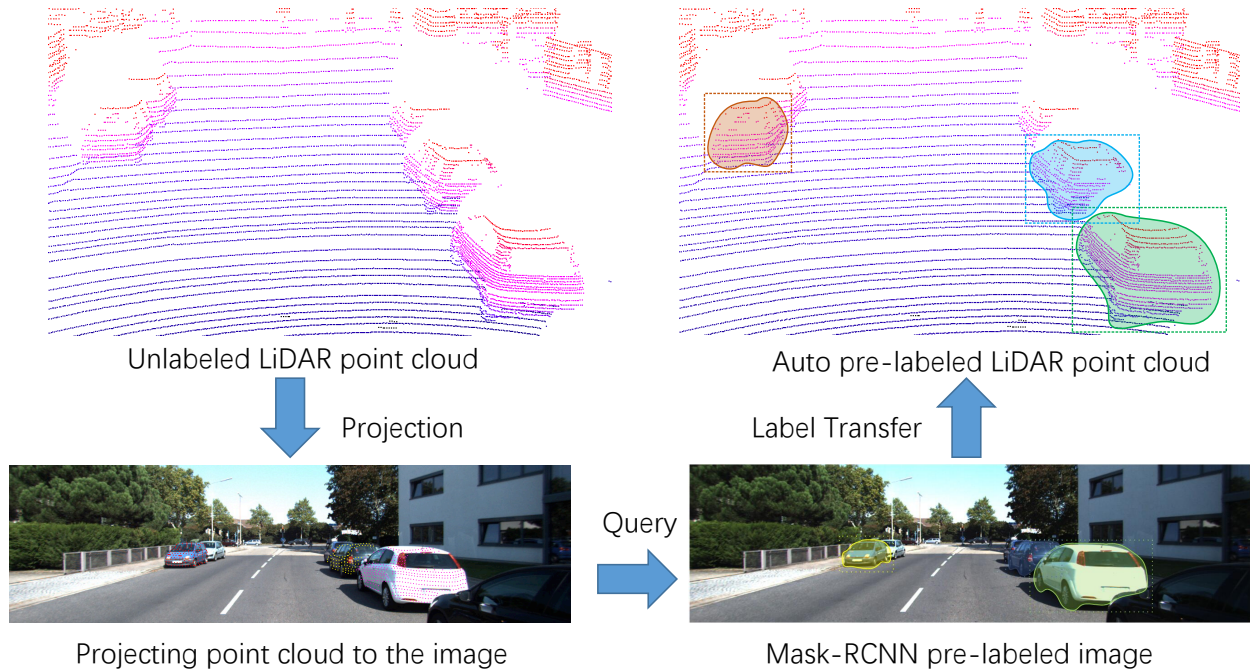 Unlabeled LiDAR point cloud
Auto pre-labeled LiDAR point cloud
Projection
Label Transfer
Query
Projecting point cloud to the image
Mask-RCNN pre-labeled image